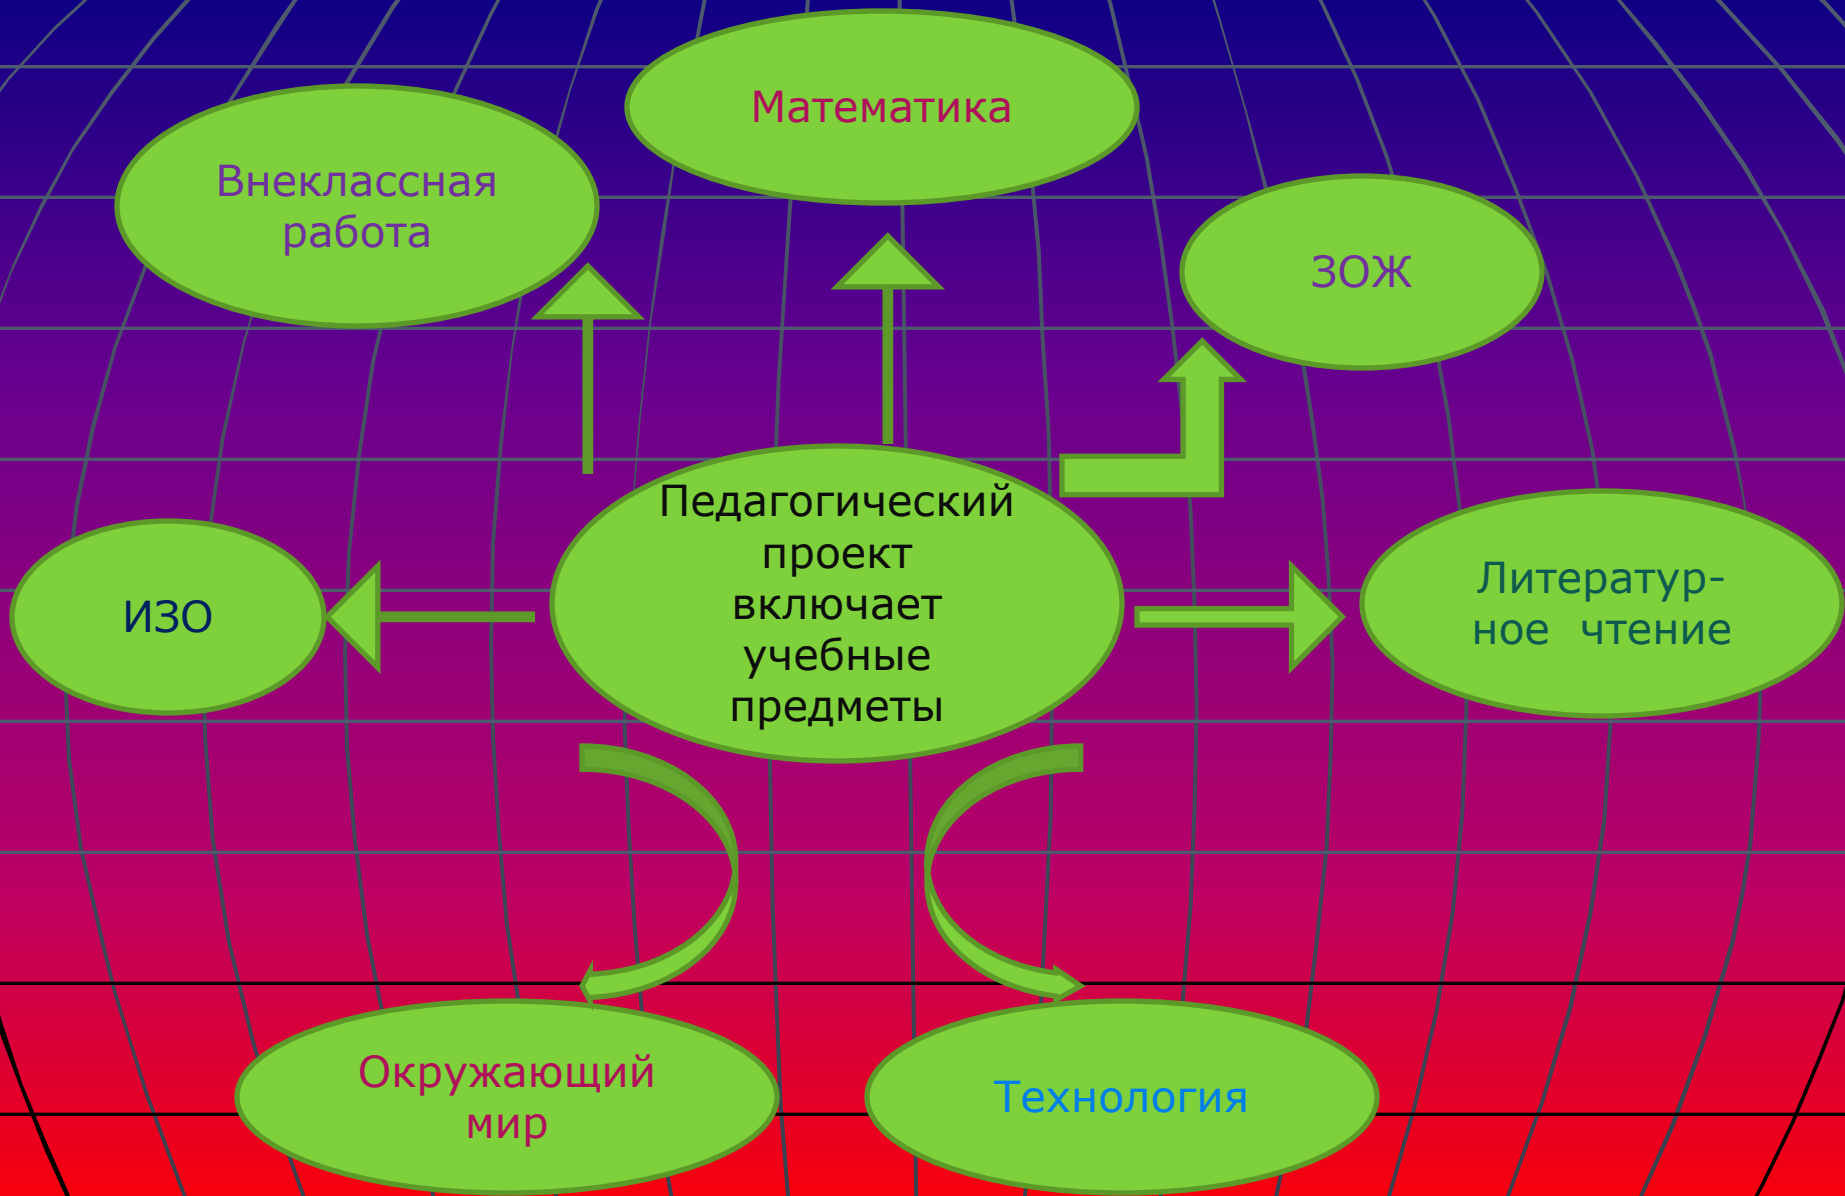 Математика
Внеклассная
работа
ЗОЖ
Педагогический
проект
включает
учебные
предметы
ИЗО
Литератур-
ное чтение
Окружающий
мир
Технология